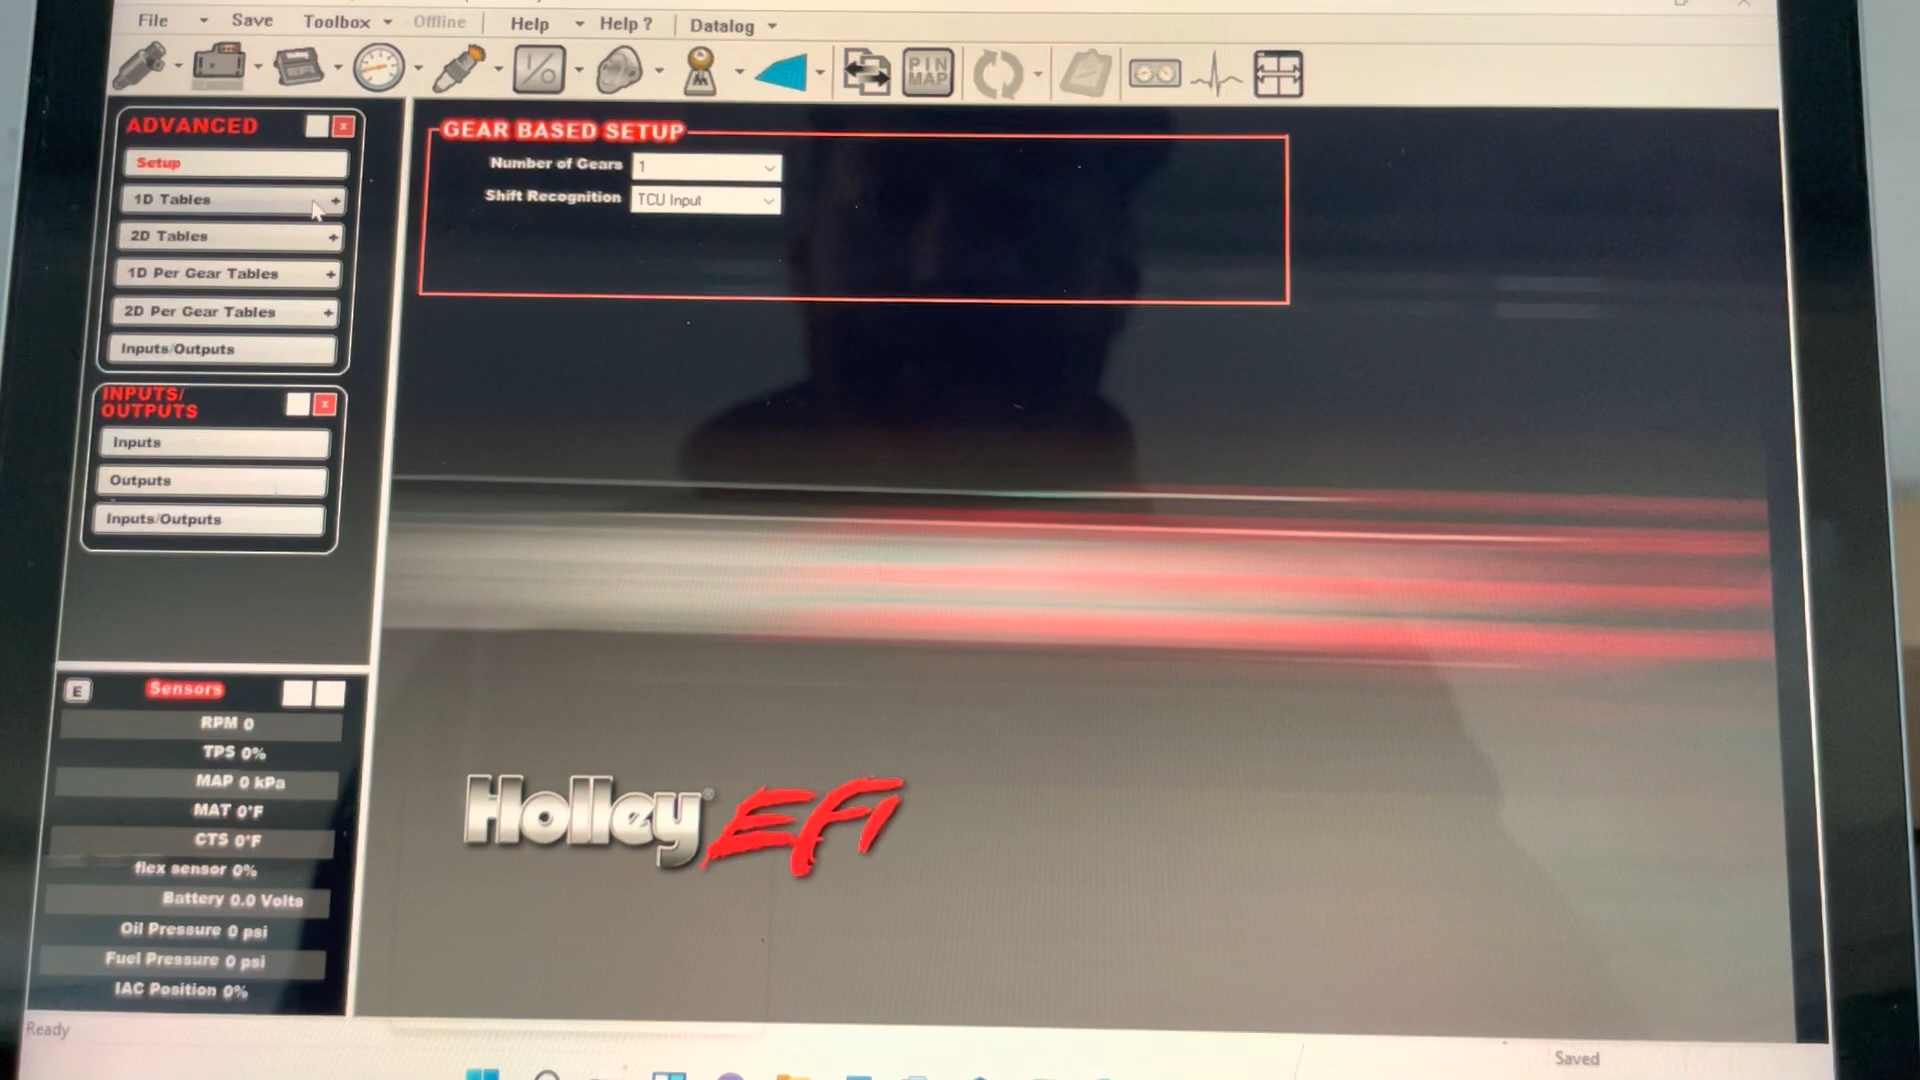 File Save Toolbox Offline Help Help ? Datalog
I/O
EFI
PIN
MAP
ADVANCED
x
Setup
1D Tables +
2D Tables +
1D Per Gear Tables +
2D Per Gear Tables +
Inputs/Outputs
INPUTS/
OUTPUTS
x
Inputs
Outputs
Inputs/Outputs
GEAR BASED SETUP
Number of Gears 1
Shift Recognition TCU Input
E Sensors
RPM 0
TPS 0%
MAP 0 kPa
MAT 0°F
CTS 0°F
flex sensor 0%
Battery 0.0 Volts
Oil Pressure 0 psi
Fuel Pressure 0 psi
IAC Position 0%
Holley® EFI
Ready
Saved